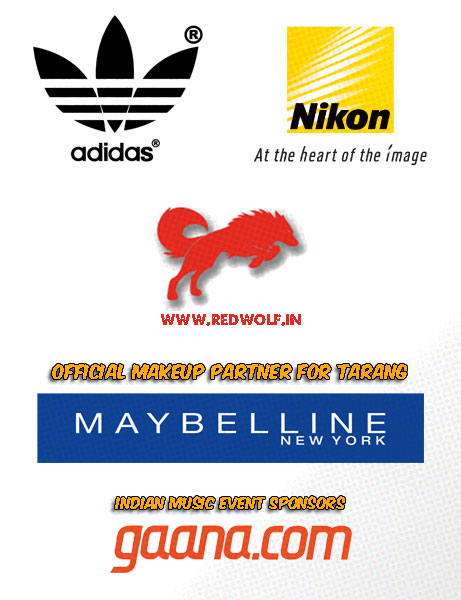 ®
adidas®
Nikon
At the heart of the image
WWW.REDWOLF.IN
OFFICIAL MAKEUP PARTNER FOR TARANG
MAYBELLINE
NEW YORK
INDIAN MUSIC EVENT SPONSORS
gaana.com